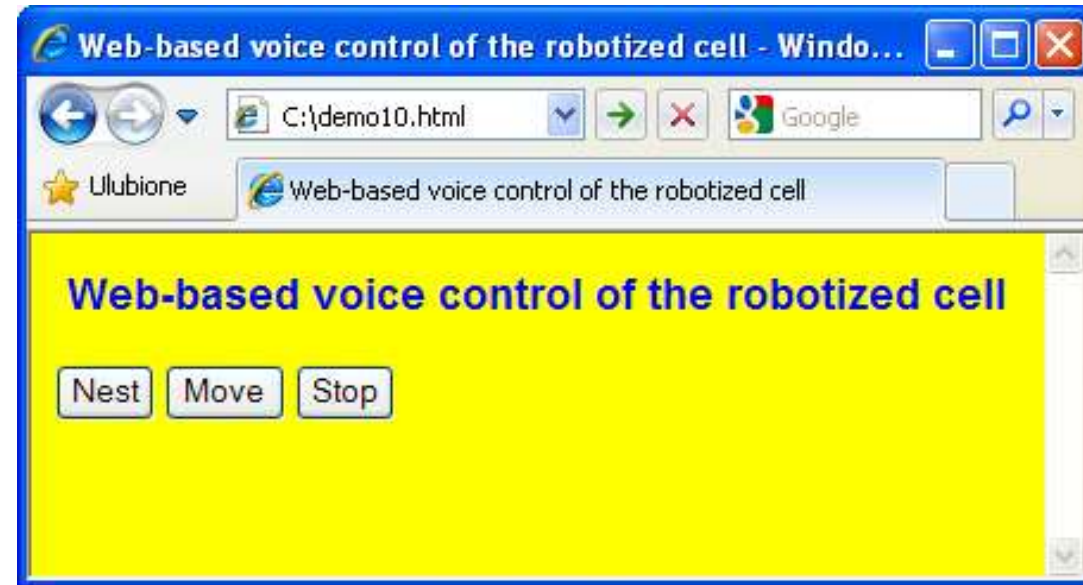 Web-based voice control of the robotized cell - Windo...
C:\demo10.html Google
Ulubione Web-based voice control of the robotized cell
Web-based voice control of the robotized cell
Nest Move Stop